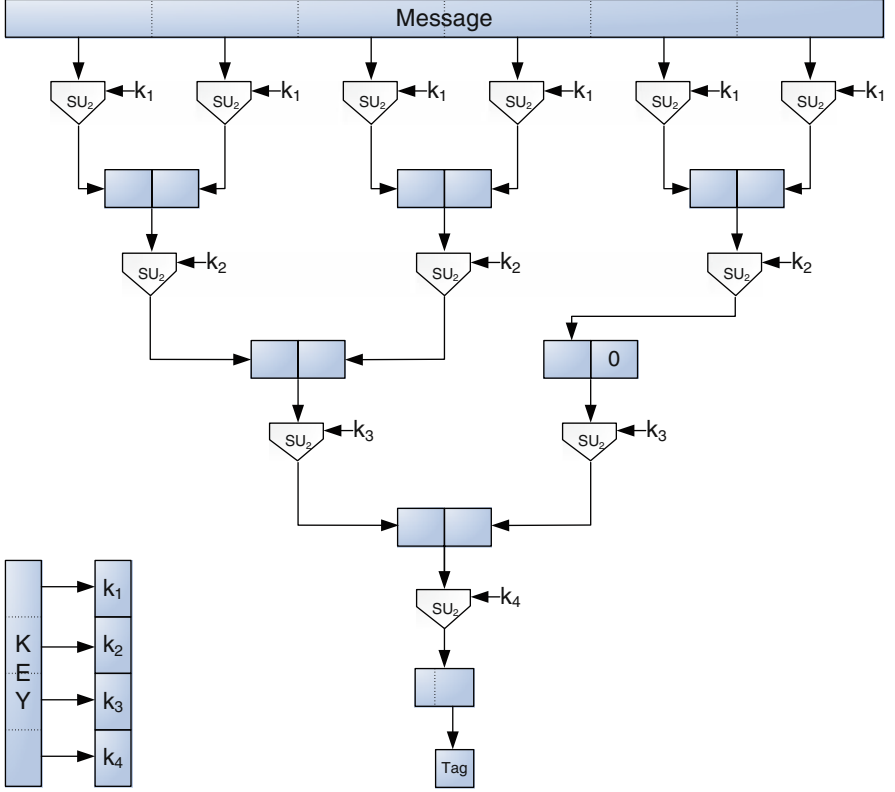 Message
SU₂ k₁ SU₂ k₁ SU₂ k₁ SU₂ k₁ SU₂ k₁ SU₂ k₁
SU₂ k₂ SU₂ k₂ SU₂ k₂
0
SU₂ k₃ SU₂ k₃
SU₂ k₄
KEY
k₁
k₂
k₃
k₄
Tag